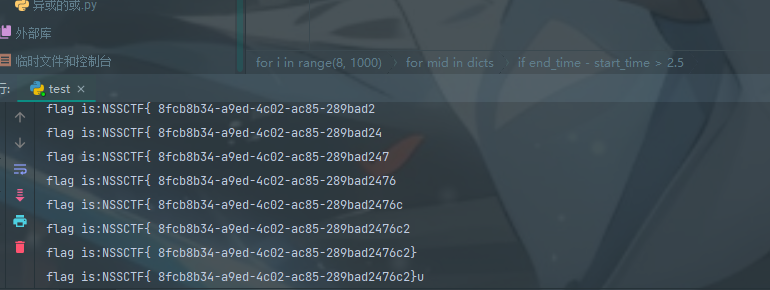 异或的或.py
外部库
临时文件和控制台
for i in range(8, 1000) › for mid in dicts › if end_time - start_time > 2.5
行: test ×
flag is:NSSCTF{ 8fcb8b34-a9ed-4c02-ac85-289bad2
flag is:NSSCTF{ 8fcb8b34-a9ed-4c02-ac85-289bad24
flag is:NSSCTF{ 8fcb8b34-a9ed-4c02-ac85-289bad247
flag is:NSSCTF{ 8fcb8b34-a9ed-4c02-ac85-289bad2476
flag is:NSSCTF{ 8fcb8b34-a9ed-4c02-ac85-289bad2476c
flag is:NSSCTF{ 8fcb8b34-a9ed-4c02-ac85-289bad2476c2
flag is:NSSCTF{ 8fcb8b34-a9ed-4c02-ac85-289bad2476c2}
flag is:NSSCTF{ 8fcb8b34-a9ed-4c02-ac85-289bad2476c2}u